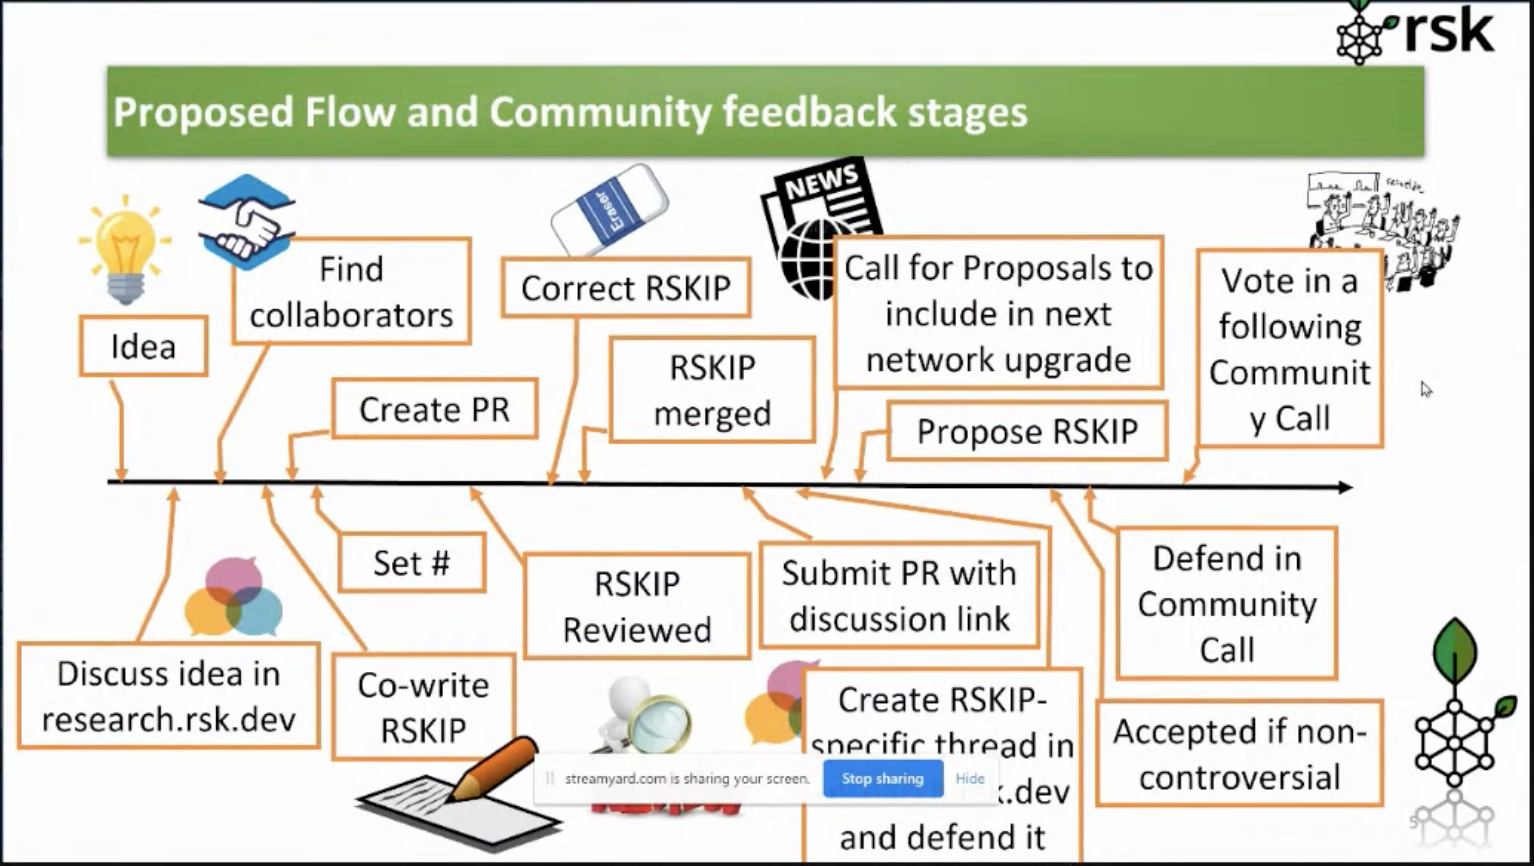 rsk
Proposed Flow and Community feedback stages
NEWS
Eraser
Find
collaborators
Correct RSKIP
Call for Proposals to
include in next
network upgrade
Vote in a
following
Communit
y Call
Idea
Create PR
RSKIP
merged
Propose RSKIP
Set #
RSKIP
Reviewed
Submit PR with
discussion link
Defend in
Community
Call
Discuss idea in
research.rsk.dev
Co-write
RSKIP
Create RSKIP-
specific thread in
k.dev
and defend it
Accepted if non-
controversial
streamyard.com is sharing your screen.
Stop sharing
Hide
5